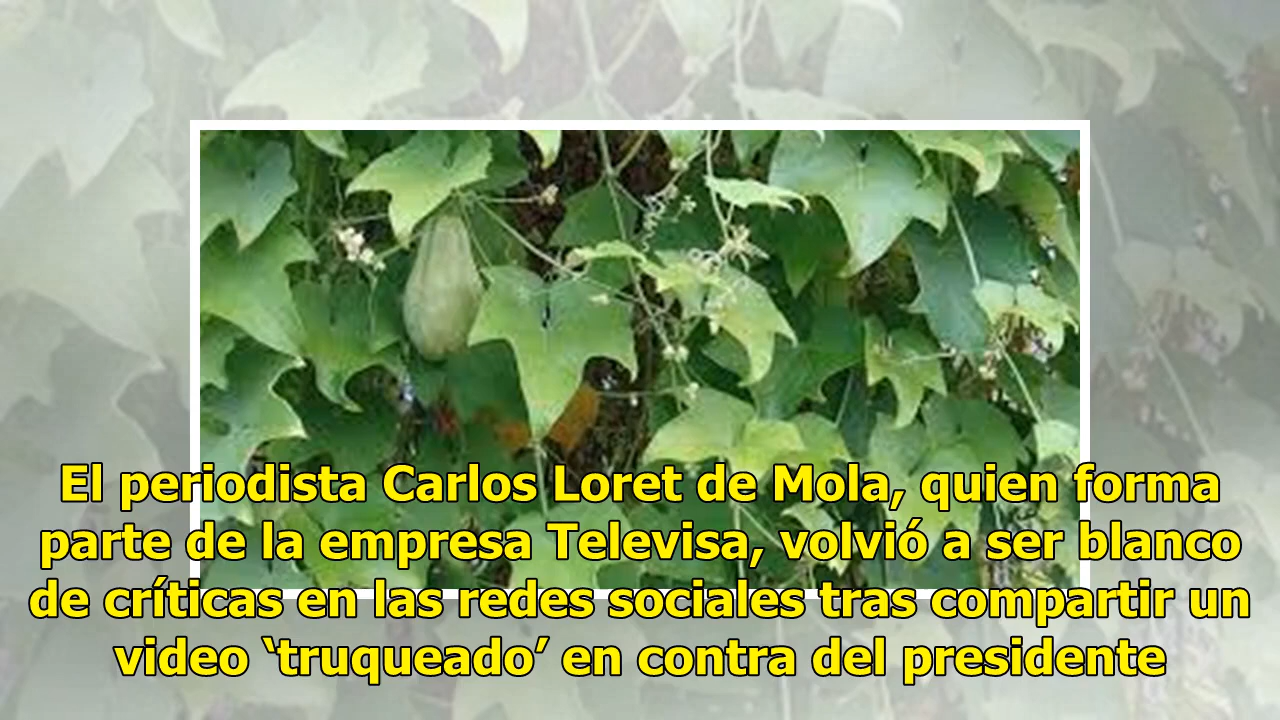 El periodista Carlos Loret de Mola, quien forma
parte de la empresa Televisa, volvió a ser blanco
de críticas en las redes sociales tras compartir un
video ‘truqueado’ en contra del presidente